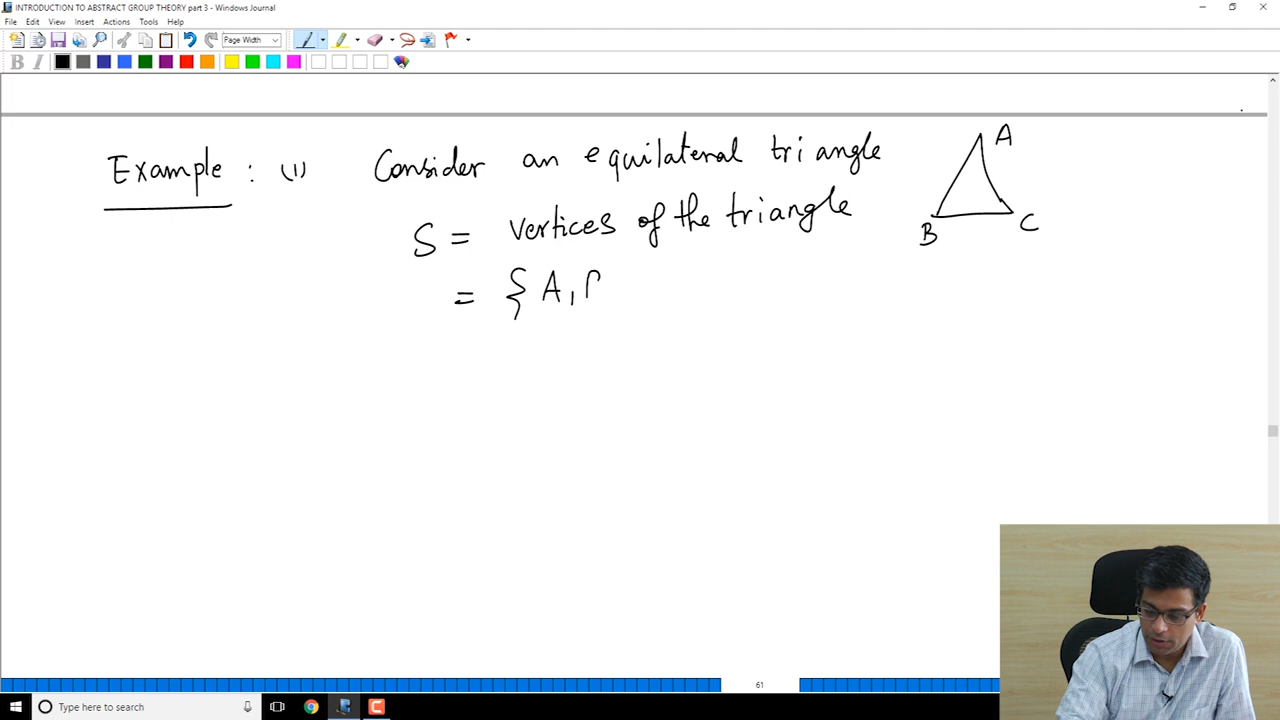 INTRODUCTION TO ABSTRACT GROUP THEORY part 3 - Windows Journal
File Edit View Insert Actions Tools Help
Page Width
B I
Example : (1) Consider an equilateral triangle
A
S = vertices of the triangle
B C
= { A,
61
Type here to search